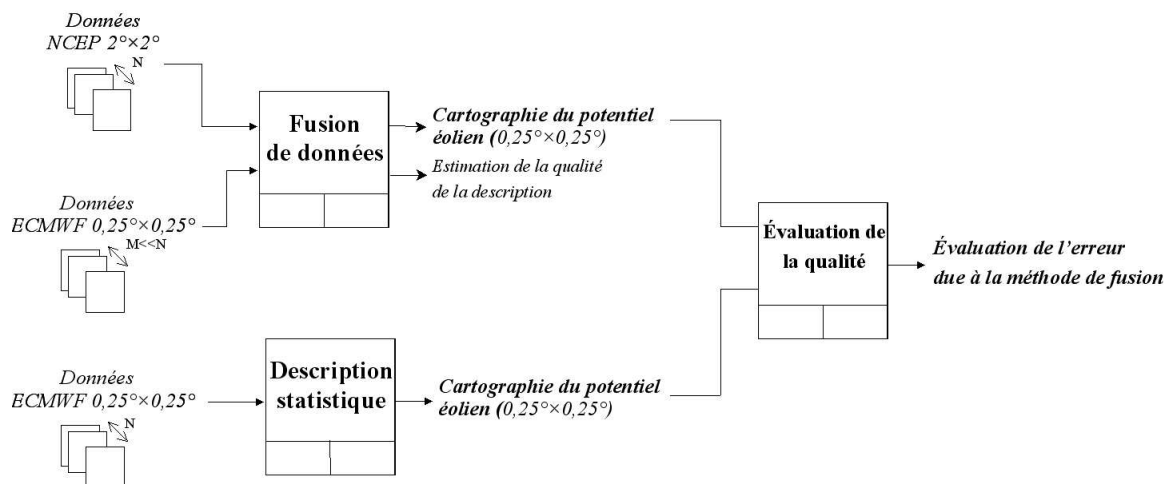 Données
NCEP 2°×2°
N
Fusion
de données
Cartographie du potentiel
éolien (0,25°×0,25°)
Estimation de la qualité
de la description
Données
ECMWF 0,25°×0,25°
M<<N
Évaluation de
la qualité
Évaluation de l’erreur
due à la méthode de fusion
Données
ECMWF 0,25°×0,25°
N
Description
statistique
Cartographie du potentiel
éolien (0,25°×0,25°)